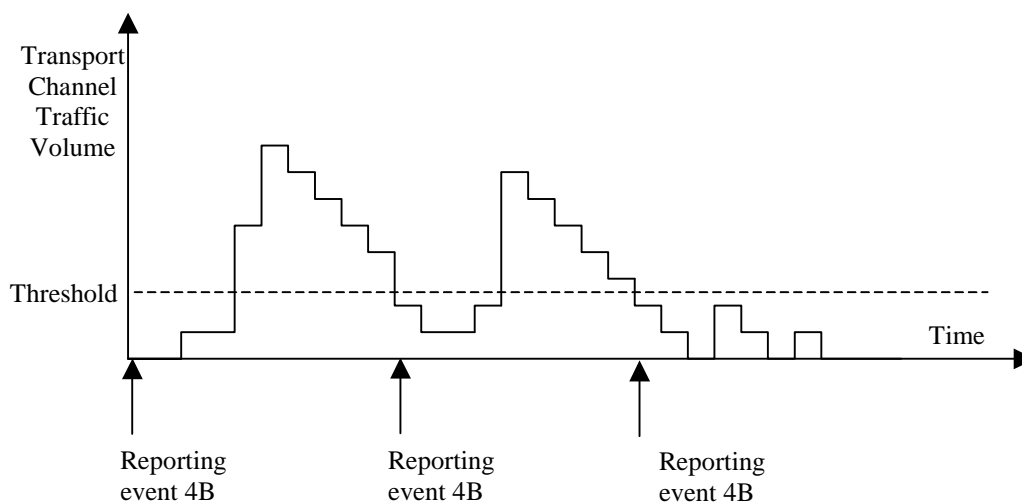 Transport
Channel
Traffic
Volume
Threshold
Time
Reporting
event 4B
Reporting
event 4B
Reporting
event 4B